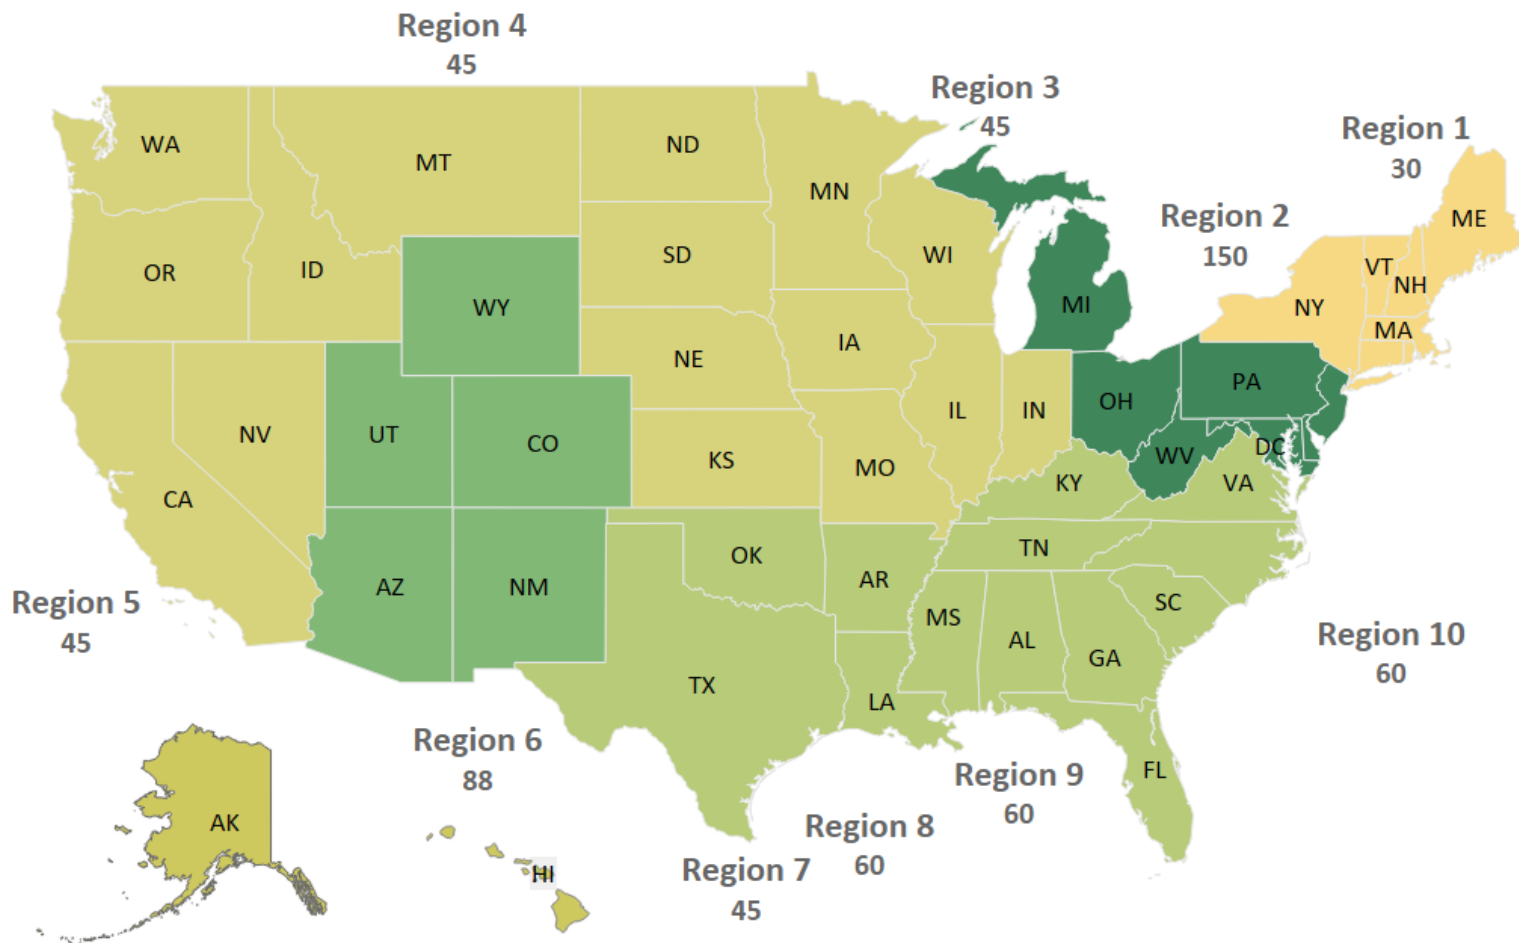 Region 4
45
Region 3
45
Region 1
30
Region 2
150
WA
MT
ND
MN
ME
OR
ID
SD
WI
VT
NH
WY
MI
NY
MA
IA
NE
PA
OH
IL
IN
NV
UT
CO
KS
MO
WV
DC
KY
VA
CA
OK
TN
AZ
NM
AR
SC
MS
AL
GA
Region 5
45
Region 10
60
TX
LA
Region 6
88
FL
Region 9
60
AK
Region 8
60
HI
Region 7
45